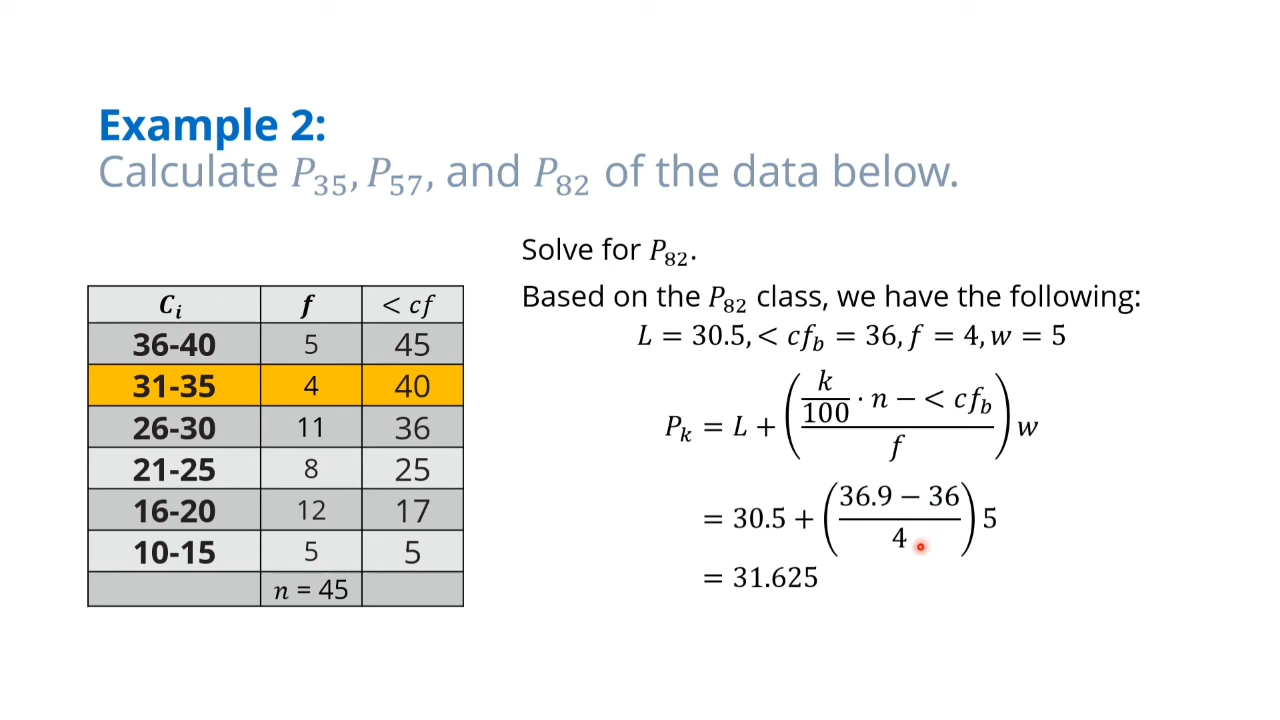 Example 2:
Calculate P₃₅, P₅₇, and P₈₂ of the data below.
Cᵢ f < cf
36-40 5 45
31-35 4 40
26-30 11 36
21-25 8 25
16-20 12 17
10-15 5 5
n = 45
Solve for P₈₂.
Based on the P₈₂ class, we have the following:
L = 30.5, < cf_b = 36, f = 4, w = 5
P_k = L + ( (k/100 · n − < cf_b) / f ) w
= 30.5 + ( (36.9 − 36) / 4 ) 5
= 31.625